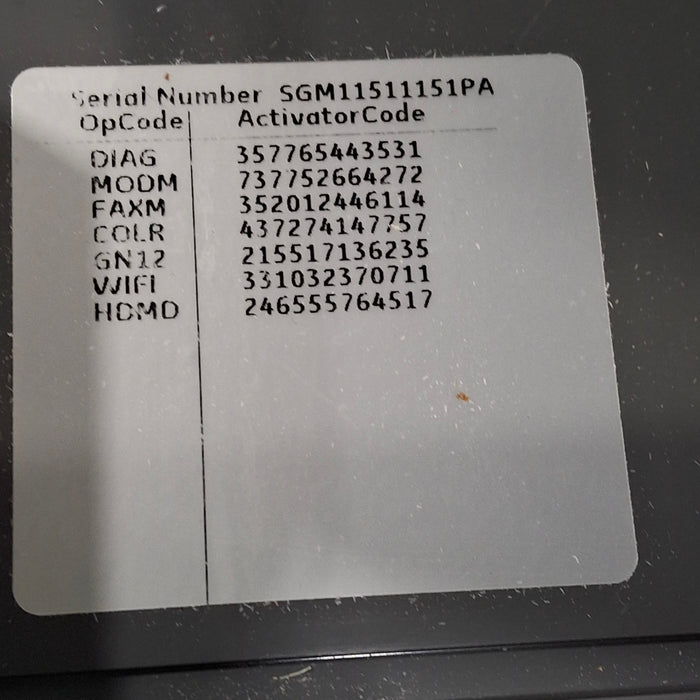 Serial Number SGM11511151PA
OpCode ActivatorCode
DIAG 357765443531
MODM 737752664272
FAXM 352012446114
COLR 437274147757
GN12 215517136235
WIFI 331032370711
HDMD 246555764517